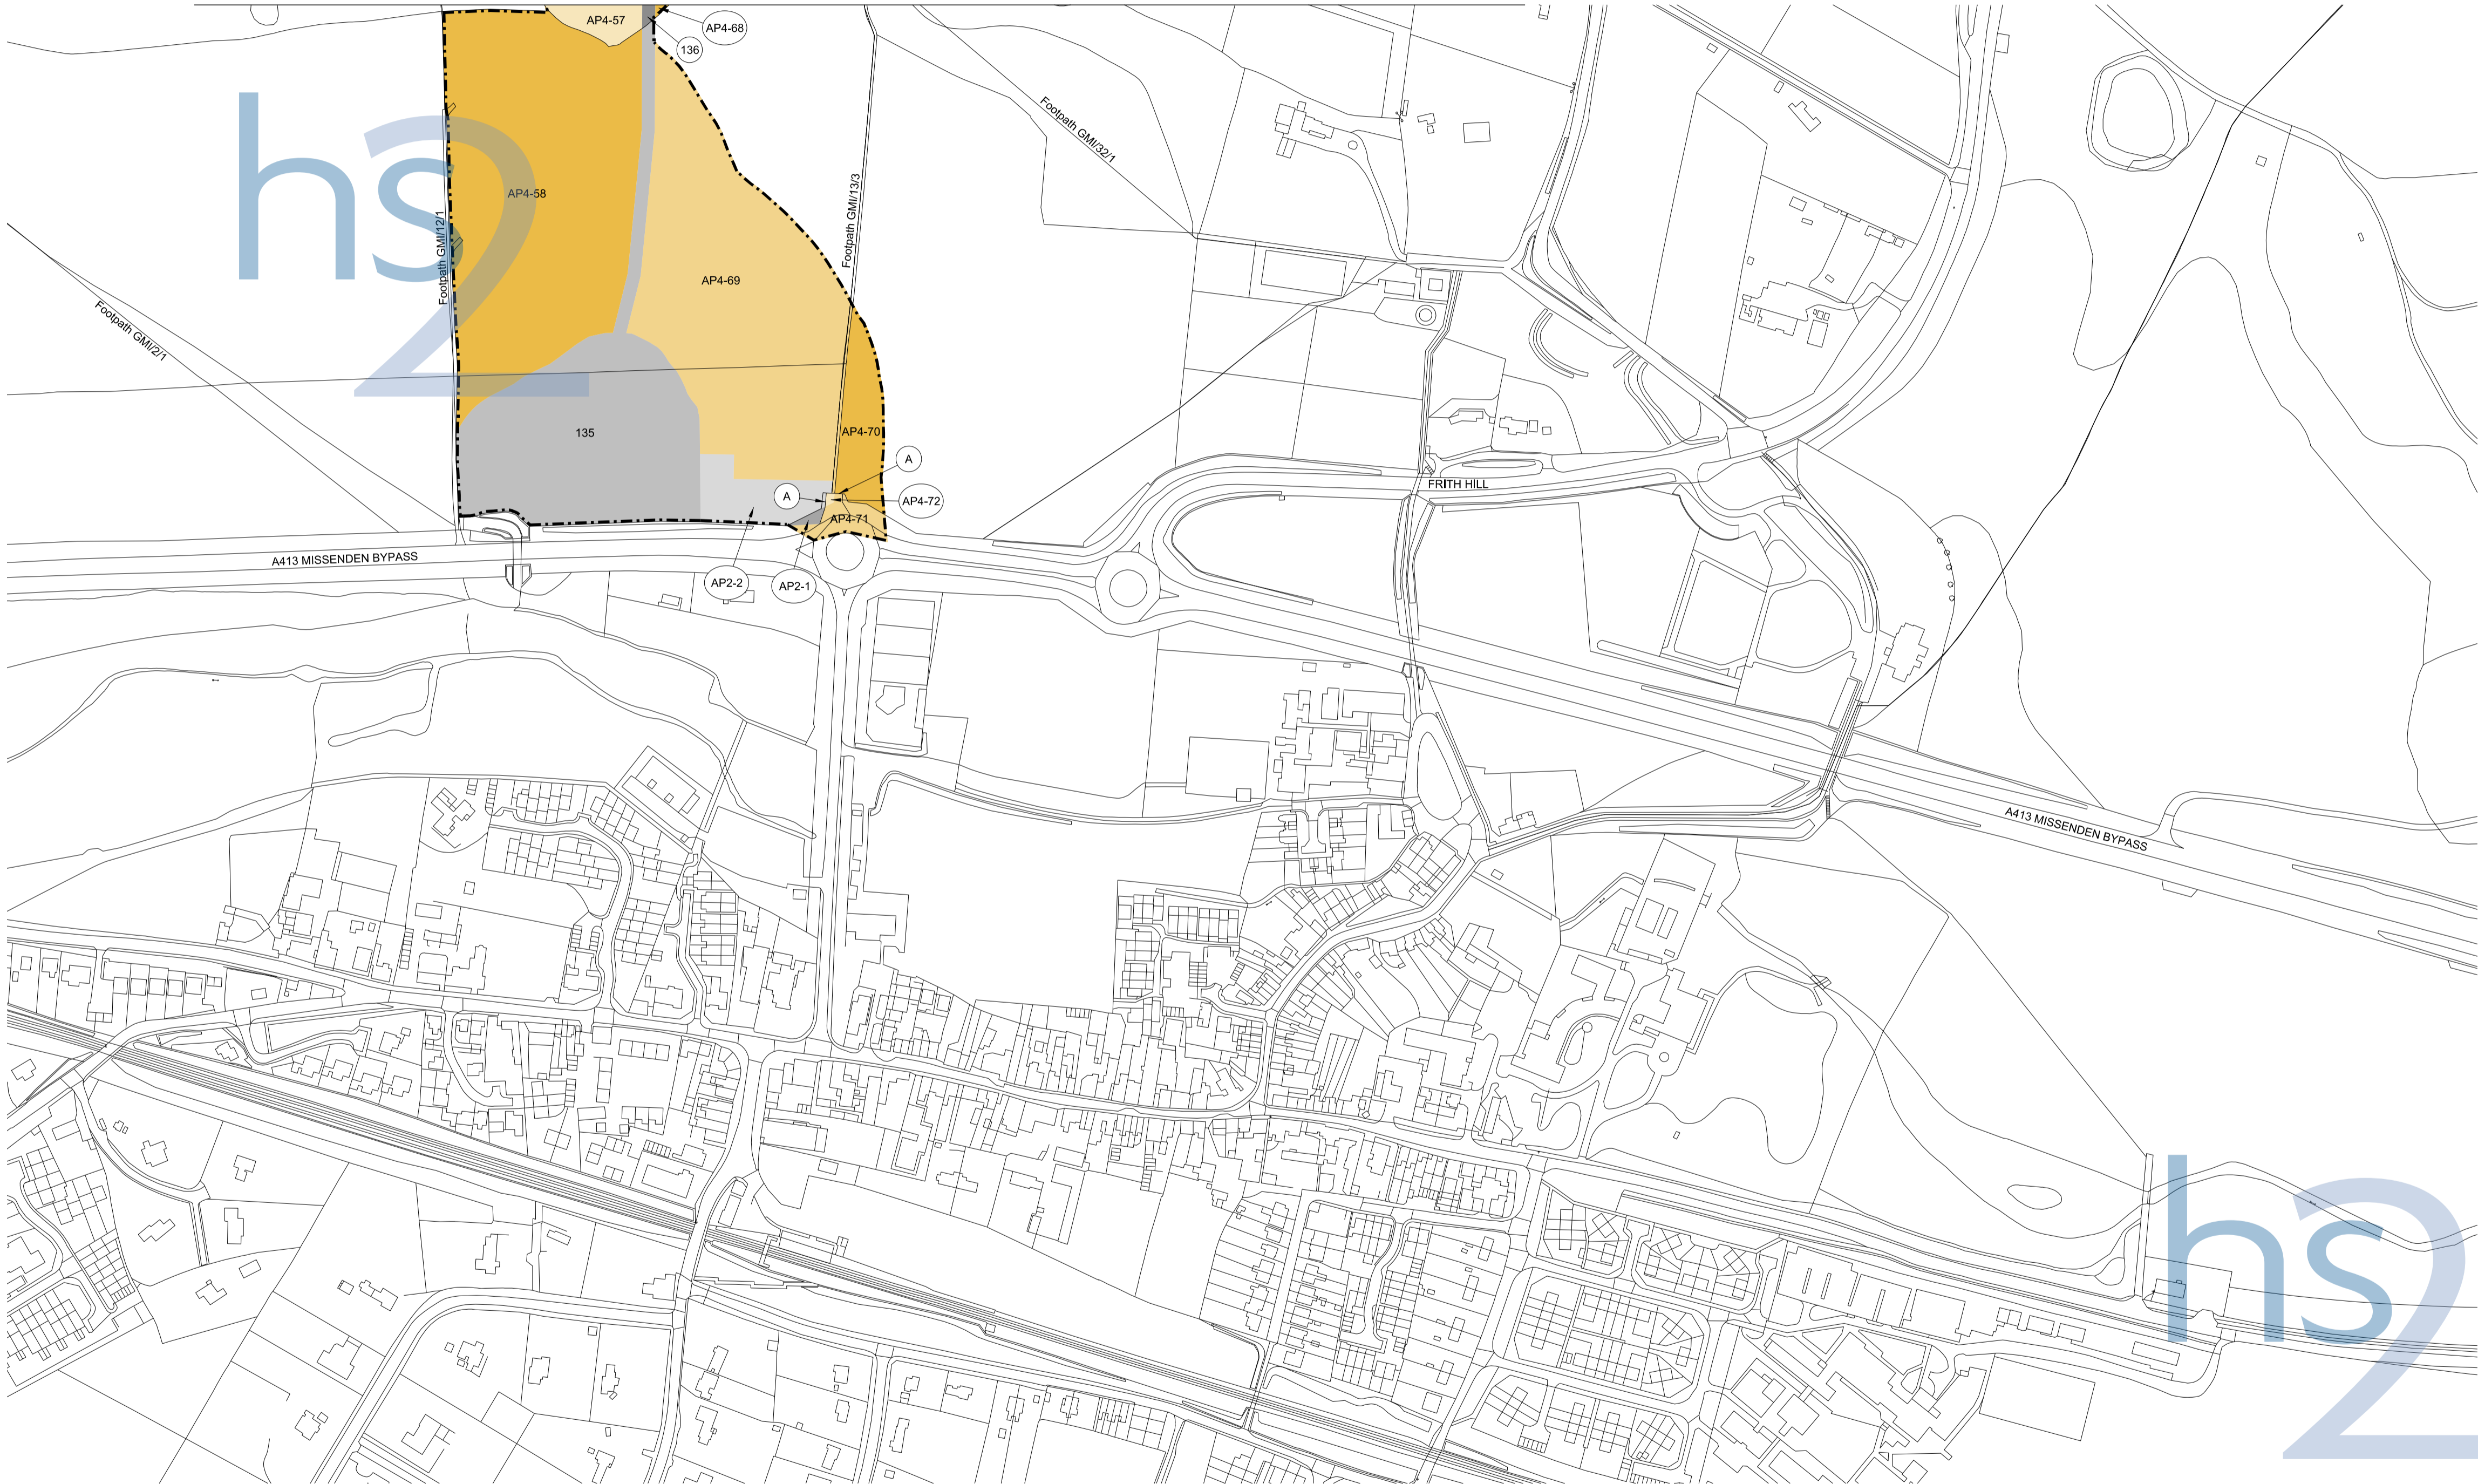 AP4-57
AP4-68
136
hs2
Footpath GMI/32/1
AP4-58
Footpath GMI/12/1
Footpath GMI/13/3
AP4-69
Footpath GMI/2/1
135
AP4-70
A
A
AP4-72
AP4-71
FRITH HILL
A413 MISSENDEN BYPASS
AP2-2
AP2-1
A413 MISSENDEN BYPASS
hs2